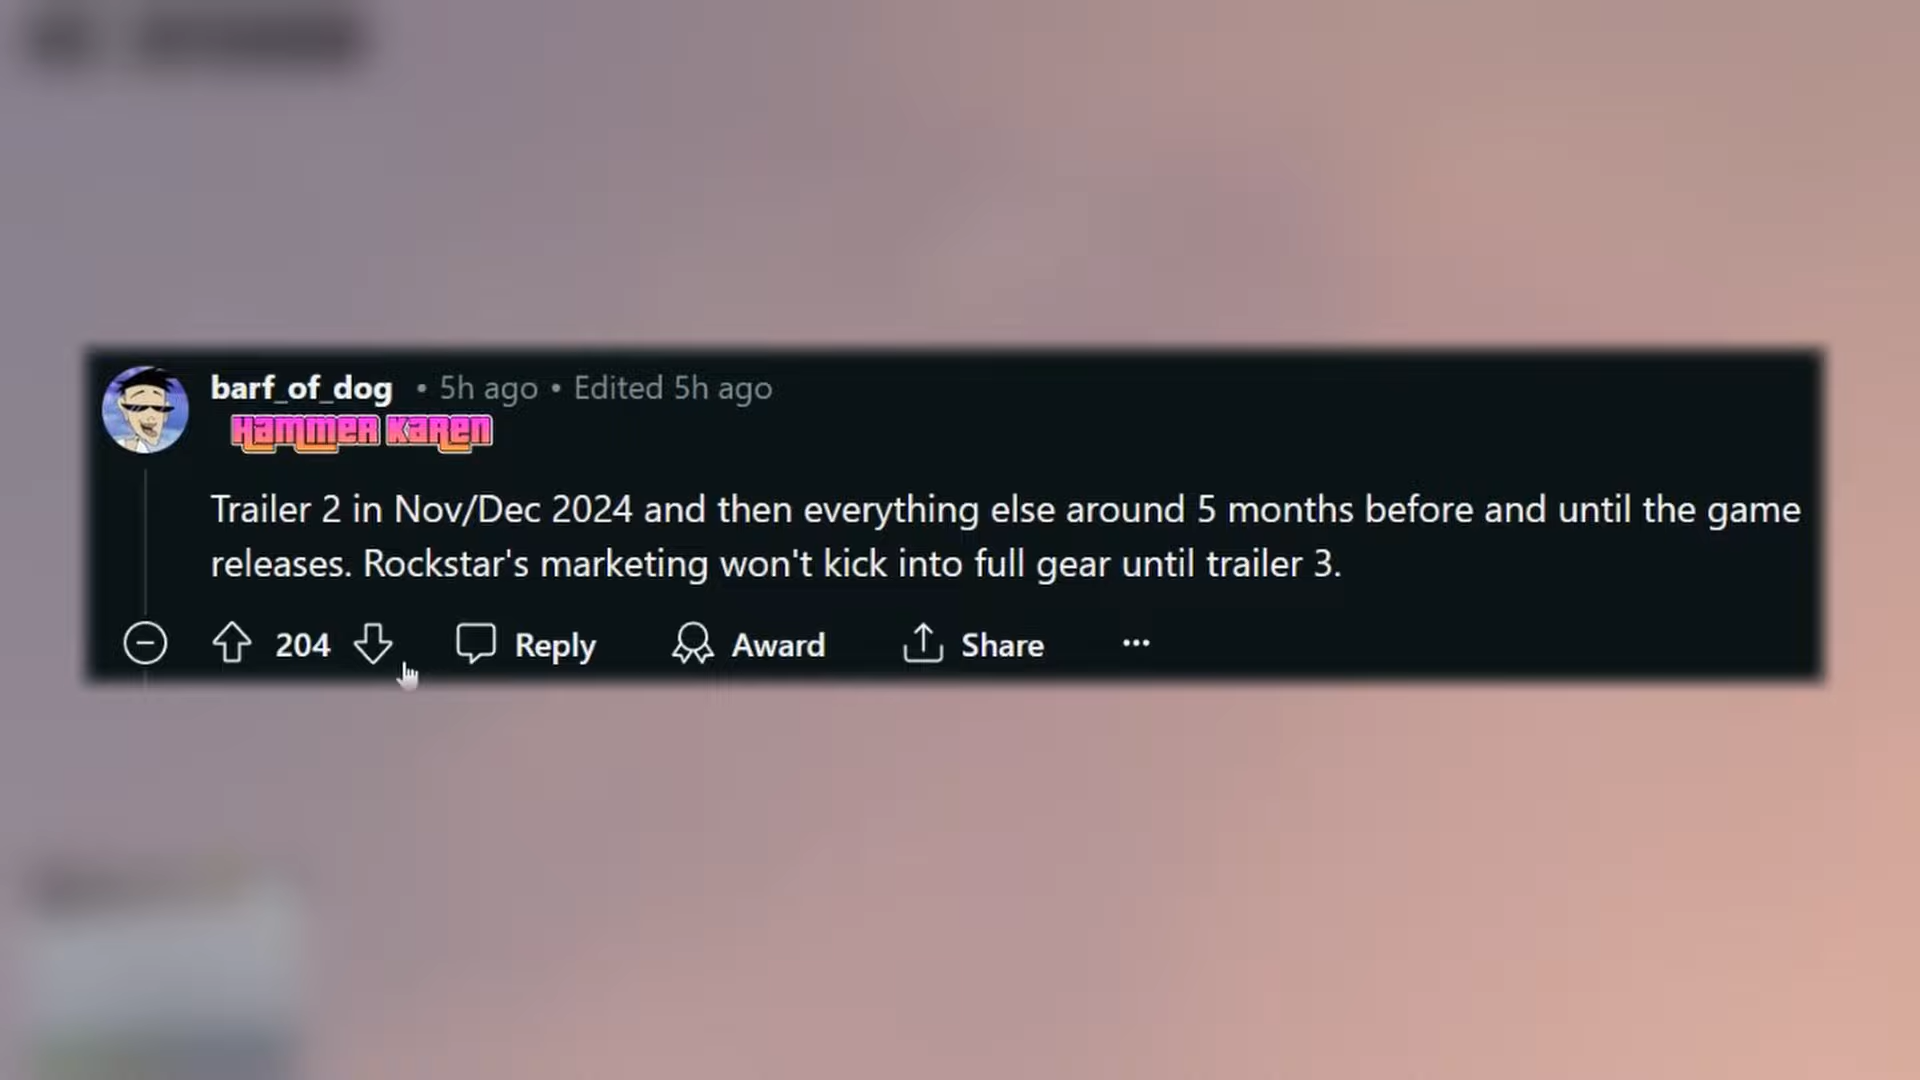 barf_of_dog • 5h ago • Edited 5h ago
HAMMER KAREN
Trailer 2 in Nov/Dec 2024 and then everything else around 5 months before and until the game
releases. Rockstar's marketing won't kick into full gear until trailer 3.
204 Reply Award Share ···